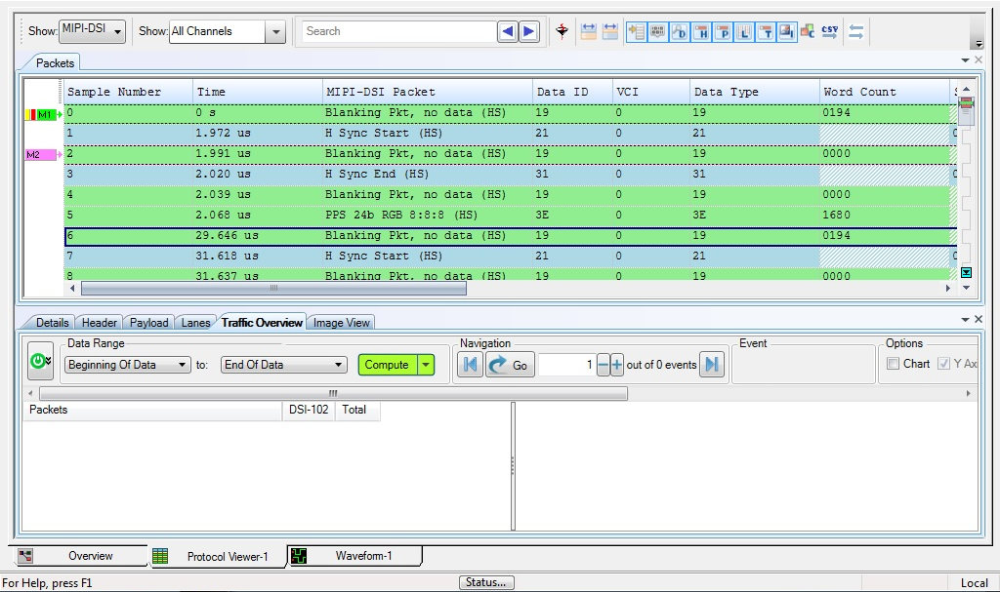 Show: MIPI-DSI Show: All Channels Search CSV
Packets
Sample Number Time MIPI-DSI Packet Data ID VCI Data Type Word Count
M1 0 0 s Blanking Pkt, no data (HS) 19 0 19 0194
1 1.972 us H Sync Start (HS) 21 0 21
M2 2 1.991 us Blanking Pkt, no data (HS) 19 0 19 0000
3 2.020 us H Sync End (HS) 31 0 31
4 2.039 us Blanking Pkt, no data (HS) 19 0 19 0000
5 2.068 us PPS 24b RGB 8:8:8 (HS) 3E 0 3E 1680
6 29.646 us Blanking Pkt, no data (HS) 19 0 19 0194
7 31.618 us H Sync Start (HS) 21 0 21
8 31.637 us Blanking Pkt, no data (HS) 19 0 19 0000
Details Header Payload Lanes Traffic Overview Image View
Data Range Navigation Event Options
Beginning Of Data to: End Of Data Compute Go 1 out of 0 events Chart Y Ax
Packets DSI-102 Total
Overview Protocol Viewer-1 Waveform-1
For Help, press F1 Status... Local